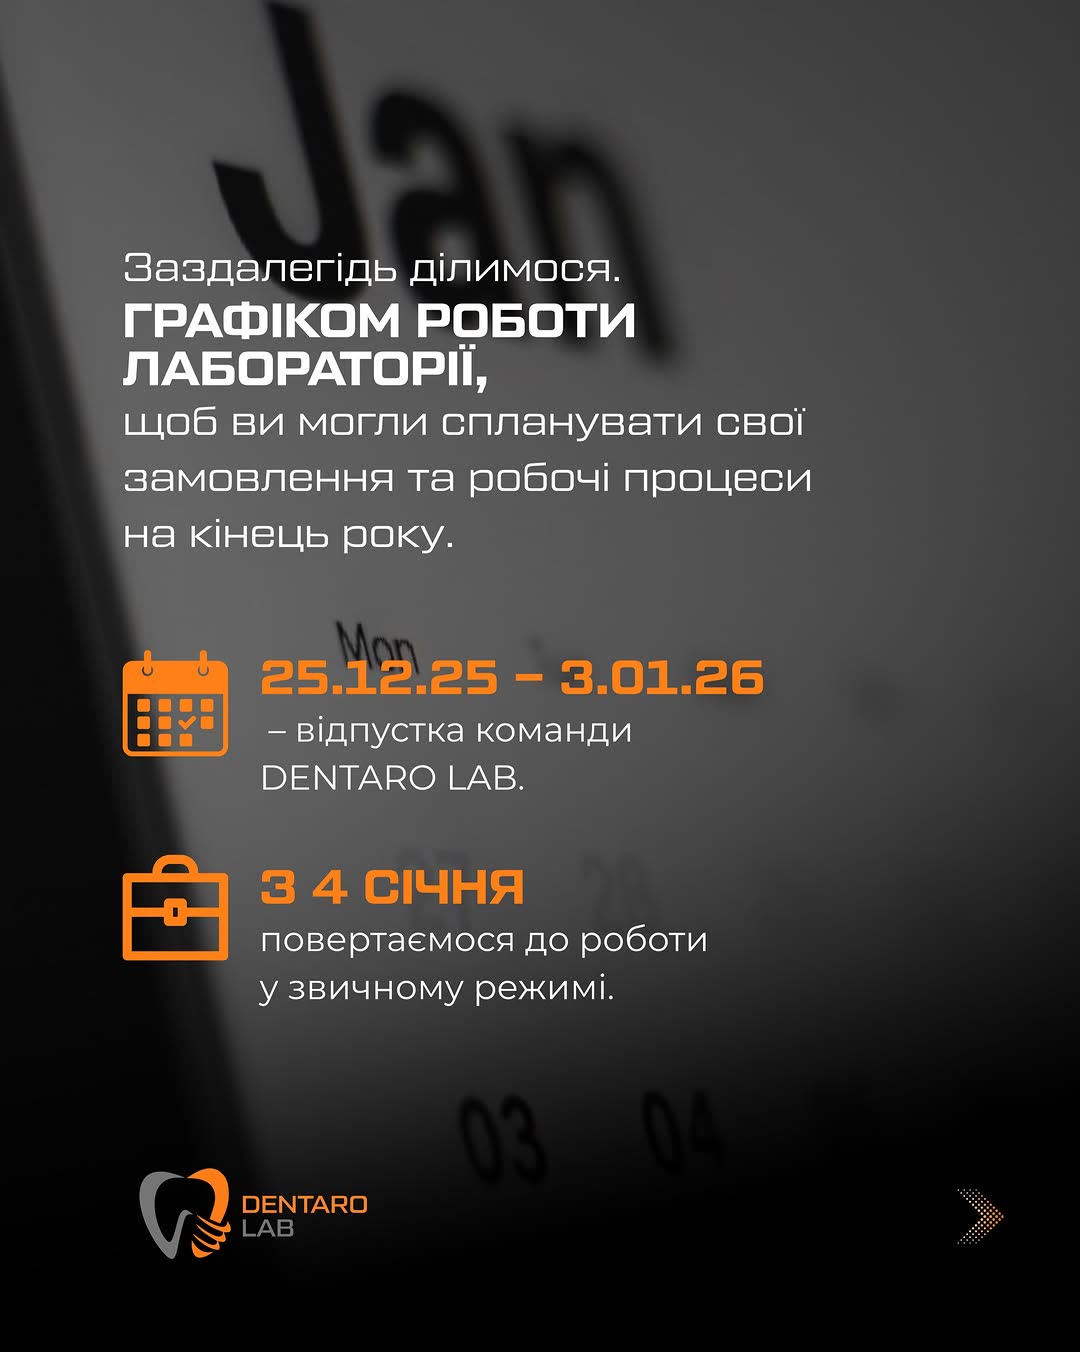 Jan
Заздалегідь ділимося.
ГРАФІКОМ РОБОТИ
ЛАБОРАТОРІЇ,
щоб ви могли спланувати свої
замовлення та робочі процеси
на кінець року.
Mon
25.12.25 – 3.01.26
– відпустка команди
DENTARO LAB.
27 28
З 4 СІЧНЯ
повертаємося до роботи
у звичному режимі.
03 04
DENTARO
LAB